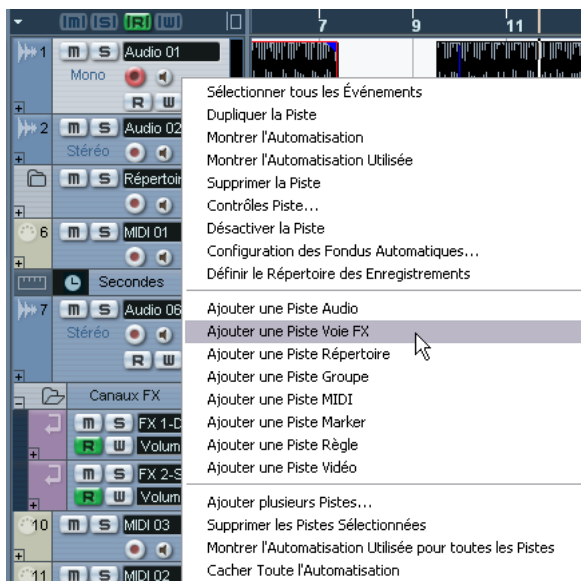 [M] [S] [R] [W]
7 9 11
1 m S Audio 01
Mono
R W
2 m S Audio 02
Stéréo
m S Répertoir
6 m S MIDI 01
Secondes
7 m S Audio 06
Stéréo
R W
Canaux FX
m S FX 1-D
R W Volum
m S FX 2-S
R W Volum
10 m S MIDI 03
11 m S MIDI 02
Sélectionner tous les Événements
Dupliquer la Piste
Montrer l'Automatisation
Montrer l'Automatisation Utilisée
Supprimer la Piste
Contrôles Piste...
Désactiver la Piste
Configuration des Fondus Automatiques...
Définir le Répertoire des Enregistrements
Ajouter une Piste Audio
Ajouter une Piste Voie FX
Ajouter une Piste Répertoire
Ajouter une Piste Groupe
Ajouter une Piste MIDI
Ajouter une Piste Marker
Ajouter une Piste Règle
Ajouter une Piste Vidéo
Ajouter plusieurs Pistes...
Supprimer les Pistes Sélectionnées
Montrer l'Automatisation Utilisée pour toutes les Pistes
Cacher Toute l'Automatisation